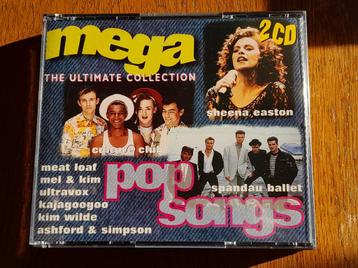 mega
2CD
THE ULTIMATE COLLECTION
sheena easton
culture club
meat loaf
mel & kim
ultravox
kajagoogoo
kim wilde
ashford & simpson
pop
spandau ballet
songs